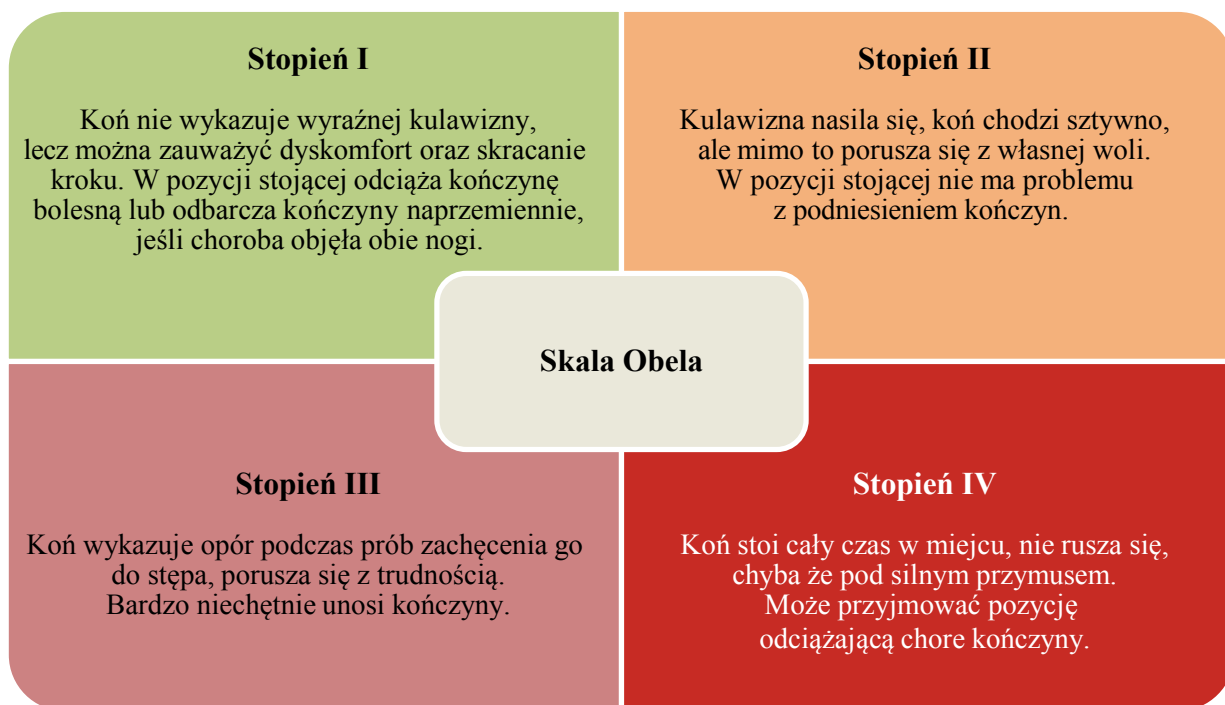 Stopień I
Koń nie wykazuje wyraźnej kulawizny,
lecz można zauważyć dyskomfort oraz skracanie
kroku. W pozycji stojącej odciąża kończynę
bolesną lub odbarcza kończyny naprzemiennie,
jeśli choroba objęła obie nogi.
Stopień II
Kulawizna nasila się, koń chodzi sztywno,
ale mimo to porusza się z własnej woli.
W pozycji stojącej nie ma problemu
z podniesieniem kończyn.
Skala Obela
Stopień III
Koń wykazuje opór podczas prób zachęcenia go
do stępa, porusza się z trudnością.
Bardzo niechętnie unosi kończyny.
Stopień IV
Koń stoi cały czas w miejcu, nie rusza się,
chyba że pod silnym przymusem.
Może przyjmować pozycję
odciążającą chore kończyny.